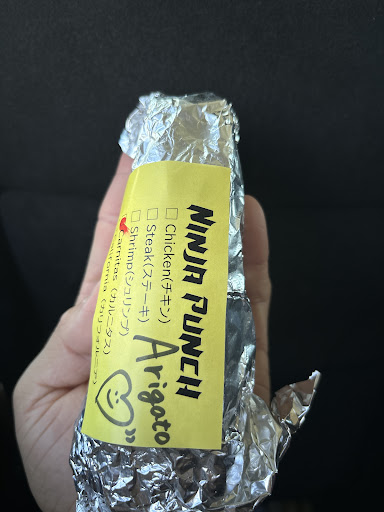 NINJA PUNCH
☐ Chicken(チキン)
☐ Steak(ステーキ)
☐ Shrimp(シュリンプ)
Carnitas (カルニタス)
Arigato